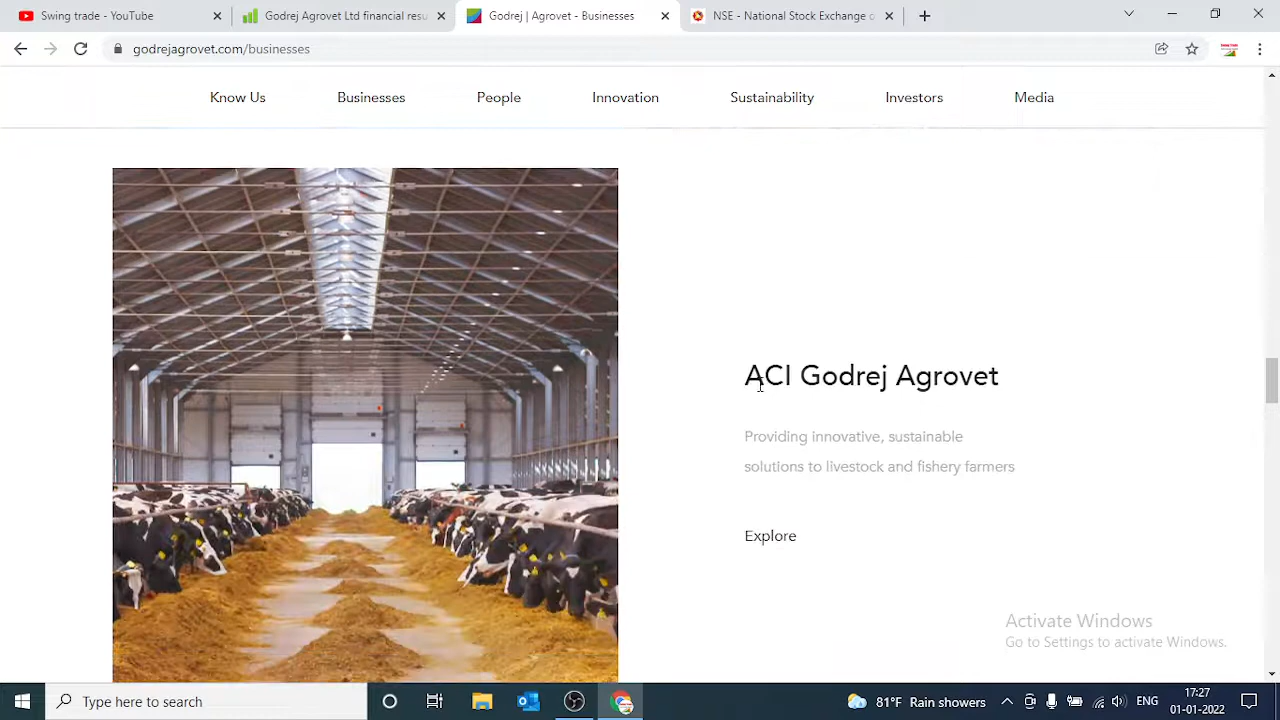 Swing trade - YouTube
Godrej Agrovet Ltd financial resu
Godrej | Agrovet - Businesses
NSE - National Stock Exchange o
godrejagrovet.com/businesses
Know Us
Businesses
People
Innovation
Sustainability
Investors
Media
ACI Godrej Agrovet
Providing innovative, sustainable
solutions to livestock and fishery farmers
Explore
Activate Windows
Go to Settings to activate Windows.
Type here to search
81°F Rain showers
ENG
17:27
01-01-2022